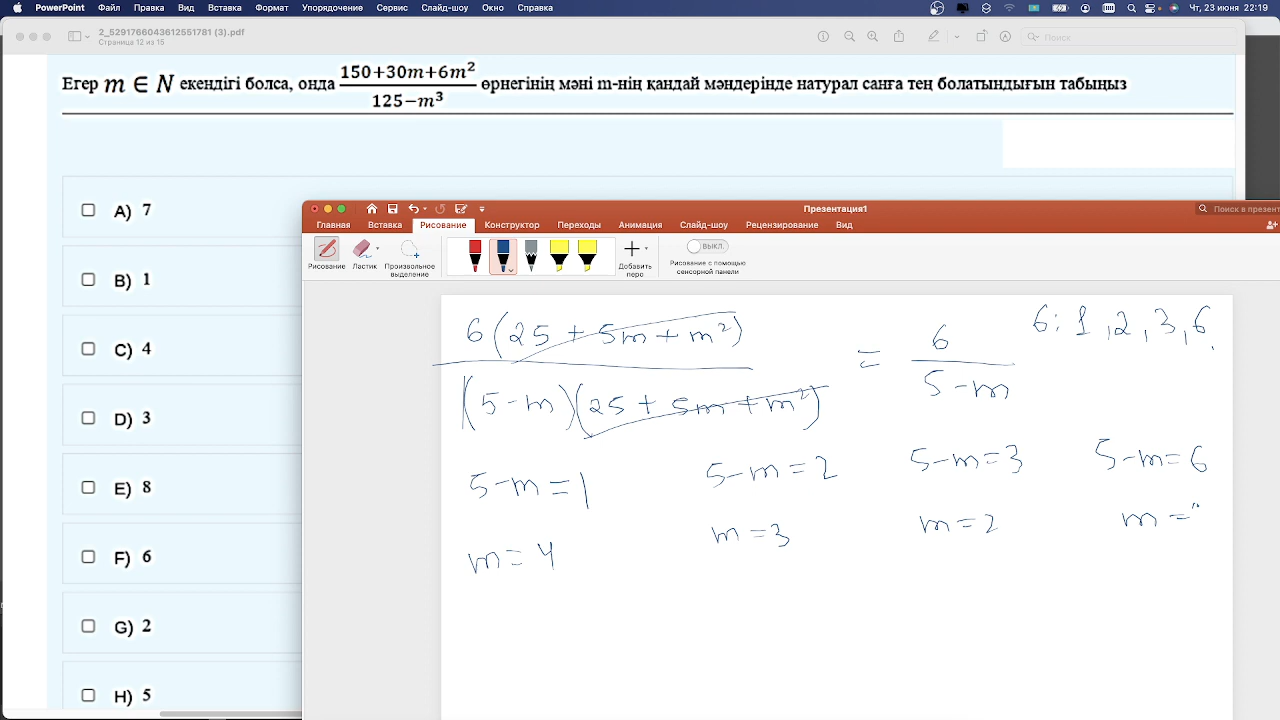 PowerPoint Файл Правка Вид Вставка Формат Упорядочение Инструменты Показ слайдов Окно Справка Чт, 23 июня 22:19
2_5291766043612551781 (3).pdf
Страница 12 из 15
Поиск
Егер m ∈ N екендігі болса, онда (150+30m+6m²)/(125−m³) өрнегінің мәні m-нің қандай мәндерінде натурал санға тең болатындығын табыңыз
A) 7
B) 1
C) 4
D) 3
E) 8
F) 6
G) 2
H) 5
Презентация1
Поиск в презент
Главная Вставка Рисование Конструктор Переходы Анимация Слайд-шоу Рецензирование Вид
Рисование Ластик Произвольное выделение Добавить перо ВЫКЛ. Рисование с помощью сенсорной панели
6(25 + 5m + m²)
(5-m)(25 + 5m + m²)
=
6
5-m
6: 1, 2, 3, 6
5-m=1 5-m=2 5-m=3 5-m=6
m=4 m=3 m=2 m=